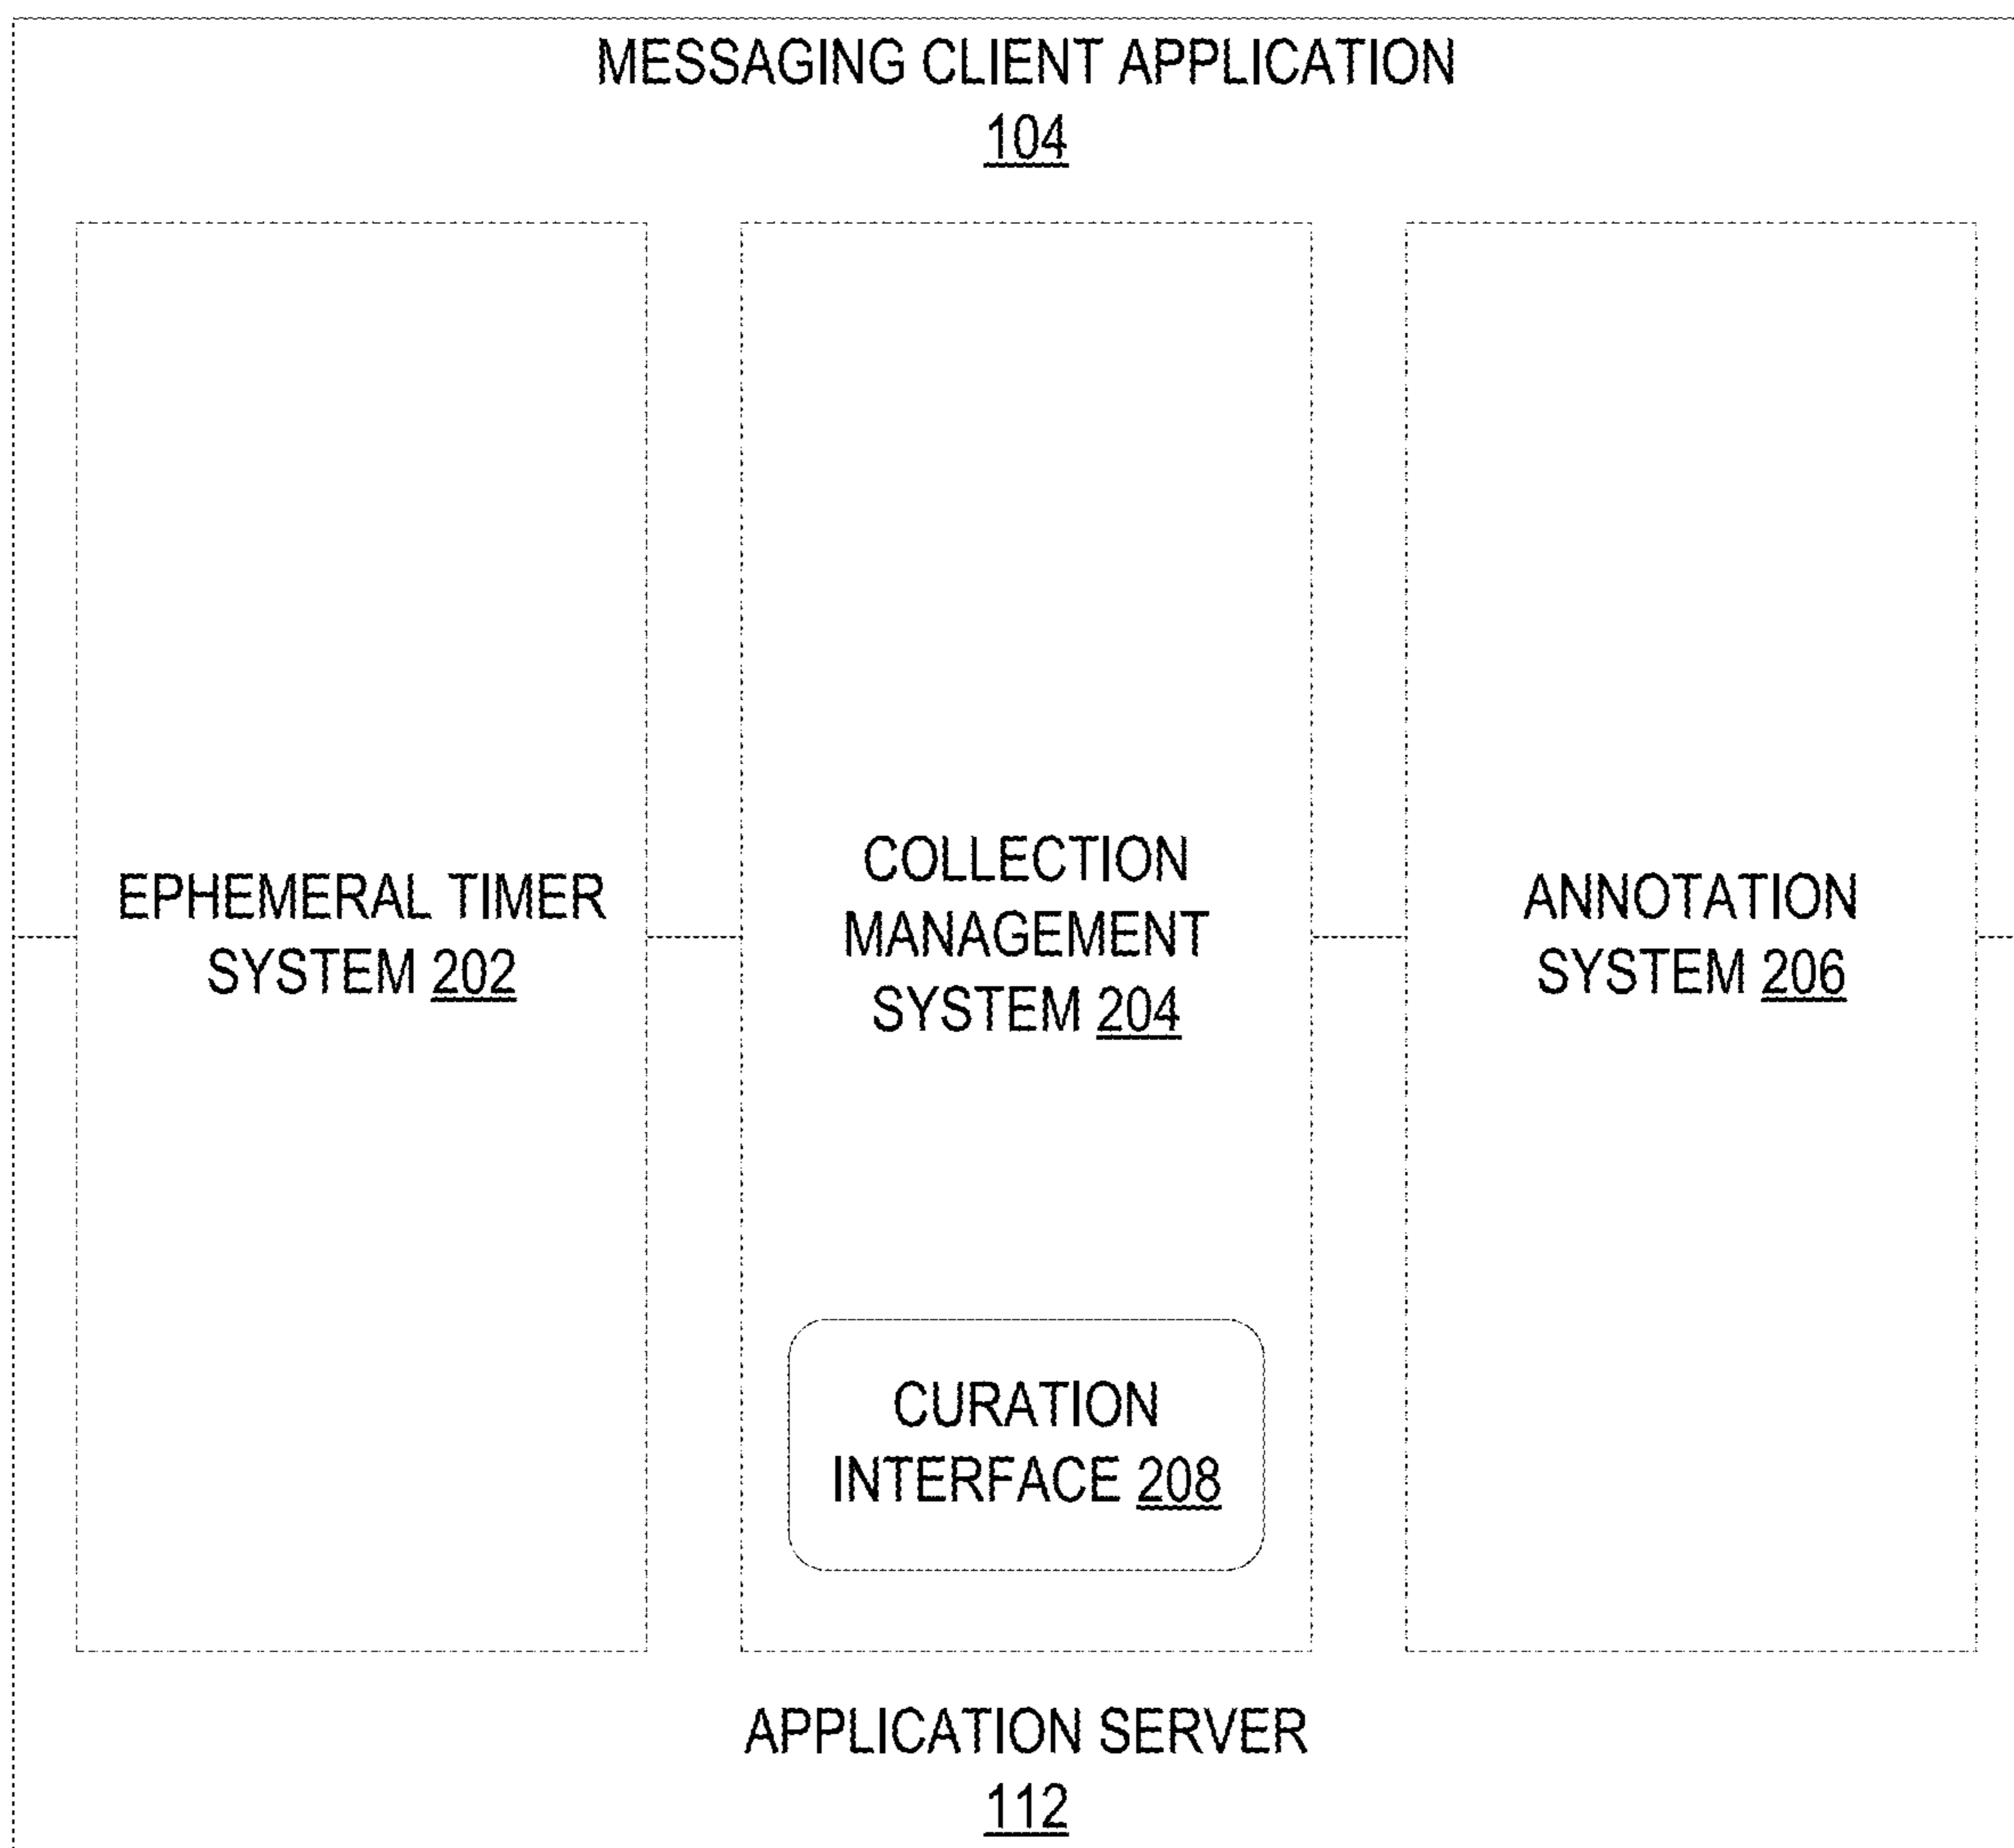 MESSAGING CLIENT APPLICATION
104
EPHEMERAL TIMER
SYSTEM 202
COLLECTION
MANAGEMENT
SYSTEM 204
ANNOTATION
SYSTEM 206
CURATION
INTERFACE 208
APPLICATION SERVER
112